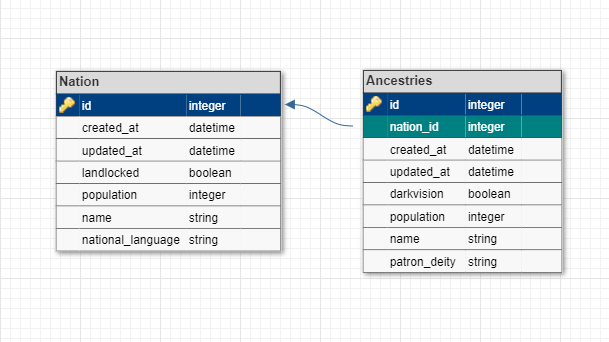 Nation
id integer
created_at datetime
updated_at datetime
landlocked boolean
population integer
name string
national_language string
Ancestries
id integer
nation_id integer
created_at datetime
updated_at datetime
darkvision boolean
population integer
name string
patron_deity string